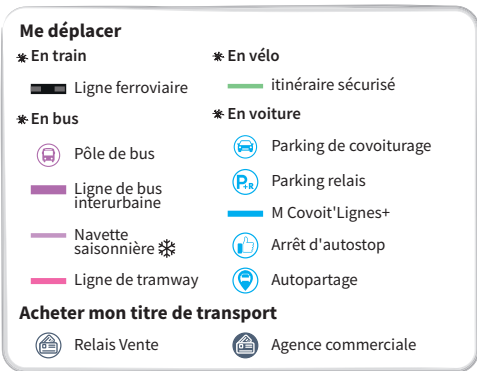 Me déplacer
En train
Ligne ferroviaire
En bus
Pôle de bus
Ligne de bus
interurbaine
Navette
saisonnière
Ligne de tramway
En vélo
itinéraire sécurisé
En voiture
Parking de covoiturage
P+R Parking relais
M Covoit'Lignes+
Arrêt d'autostop
Autopartage
Acheter mon titre de transport
Relais Vente
Agence commerciale